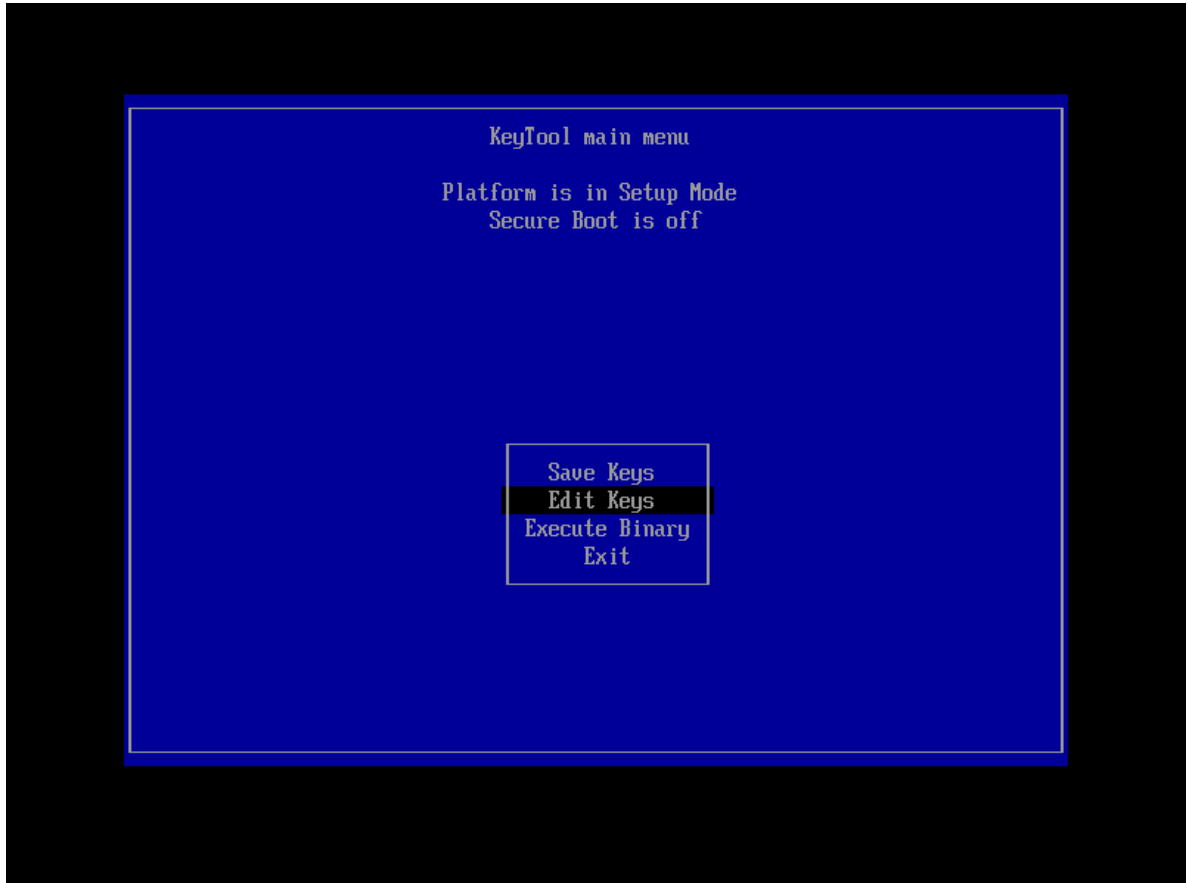 KeyTool main menu
Platform is in Setup Mode
Secure Boot is off
Save Keys
Edit Keys
Execute Binary
Exit